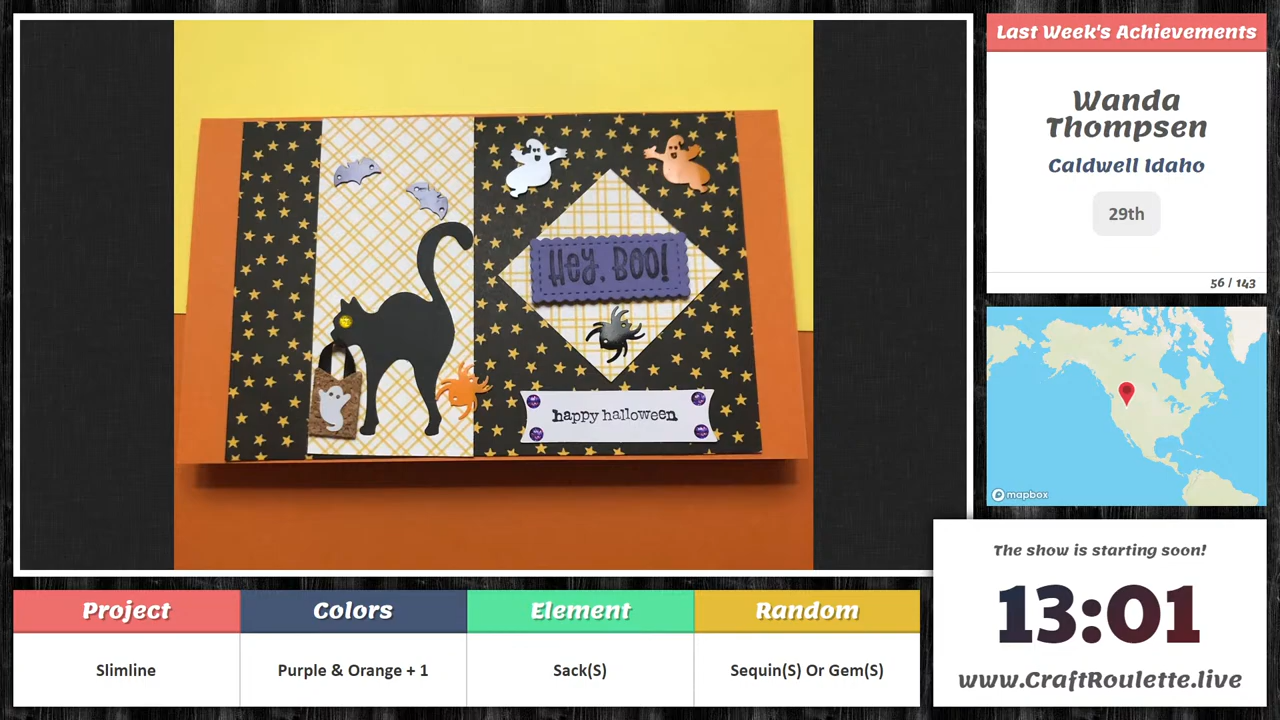 Last Week's Achievements
Wanda
Thompsen
Caldwell Idaho
29th
56 / 143
Hey, Boo!
happy halloween
mapbox
The show is starting soon!
13:01
www.CraftRoulette.live
Project
Colors
Element
Random
Slimline
Purple & Orange + 1
Sack(S)
Sequin(S) Or Gem(S)